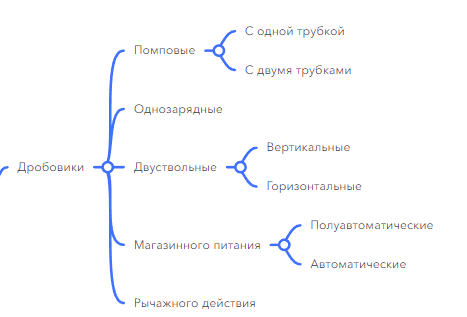 С одной трубкой
Помповые
С двумя трубками
Однозарядные
Вертикальные
Дробовики
Двуствольные
Горизонтальные
Полуавтоматические
Магазинного питания
Автоматические
Рычажного действия